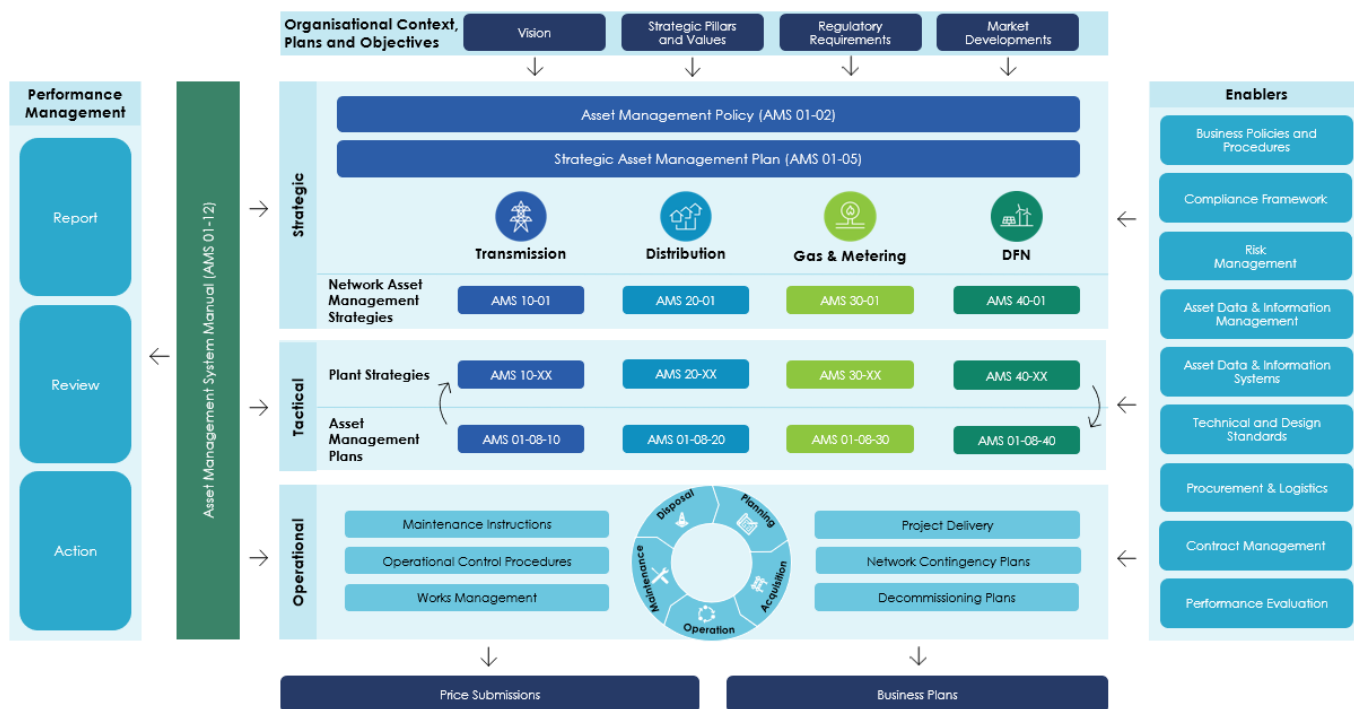 Organisational Context,
Plans and Objectives
Vision
Strategic Pillars
and Values
Regulatory
Requirements
Market
Developments
Performance
Management
Report
Review
Action
Asset Management System Manual (AMS 01-12)
Strategic
Asset Management Policy (AMS 01-02)
Strategic Asset Management Plan (AMS 01-05)
Transmission
Distribution
Gas & Metering
DFN
Network Asset
Management
Strategies
AMS 10-01
AMS 20-01
AMS 30-01
AMS 40-01
Tactical
Plant Strategies
AMS 10-XX
AMS 20-XX
AMS 30-XX
AMS 40-XX
Asset
Management
Plans
AMS 01-08-10
AMS 01-08-20
AMS 01-08-30
AMS 01-08-40
Operational
Maintenance Instructions
Operational Control Procedures
Works Management
Disposal
Planning
Acquisition
Operation
Maintenance
Project Delivery
Network Contingency Plans
Decommissioning Plans
Price Submissions
Business Plans
Enablers
Business Policies and
Procedures
Compliance Framework
Risk
Management
Asset Data & Information
Management
Asset Data & Information
Systems
Technical and Design
Standards
Procurement & Logistics
Contract Management
Performance Evaluation